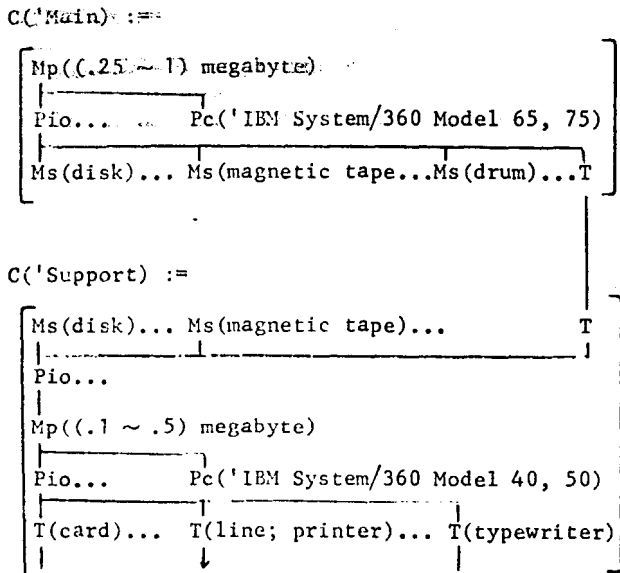 C('Main) :=
Mp((.25 ~ 1) megabyte)
Pio... Pc('IBM System/360 Model 65, 75)
Ms(disk)... Ms(magnetic tape...Ms(drum)...T
C('Support) :=
Ms(disk)... Ms(magnetic tape)... T
Pio...
Mp((.1 ~ .5) megabyte)
Pio... Pc('IBM System/360 Model 40, 50)
T(card)... T(line; printer)... T(typewriter)